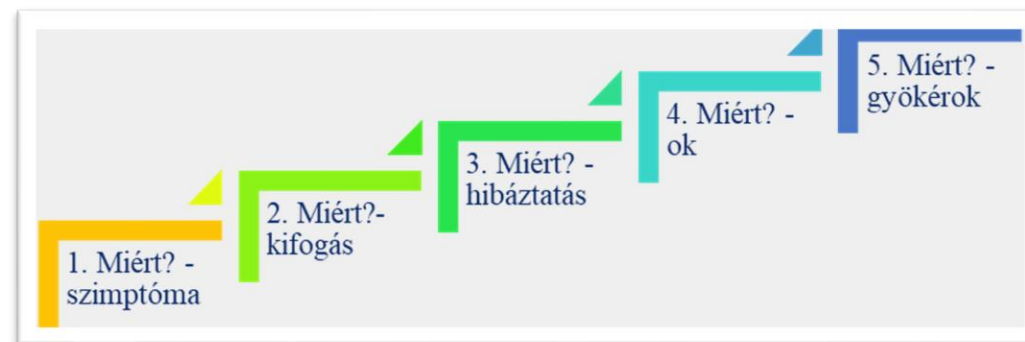 1. Miért? -
szimptóma
2. Miért?-
kifogás
3. Miért? -
hibáztatás
4. Miért? -
ok
5. Miért? -
gyökérok